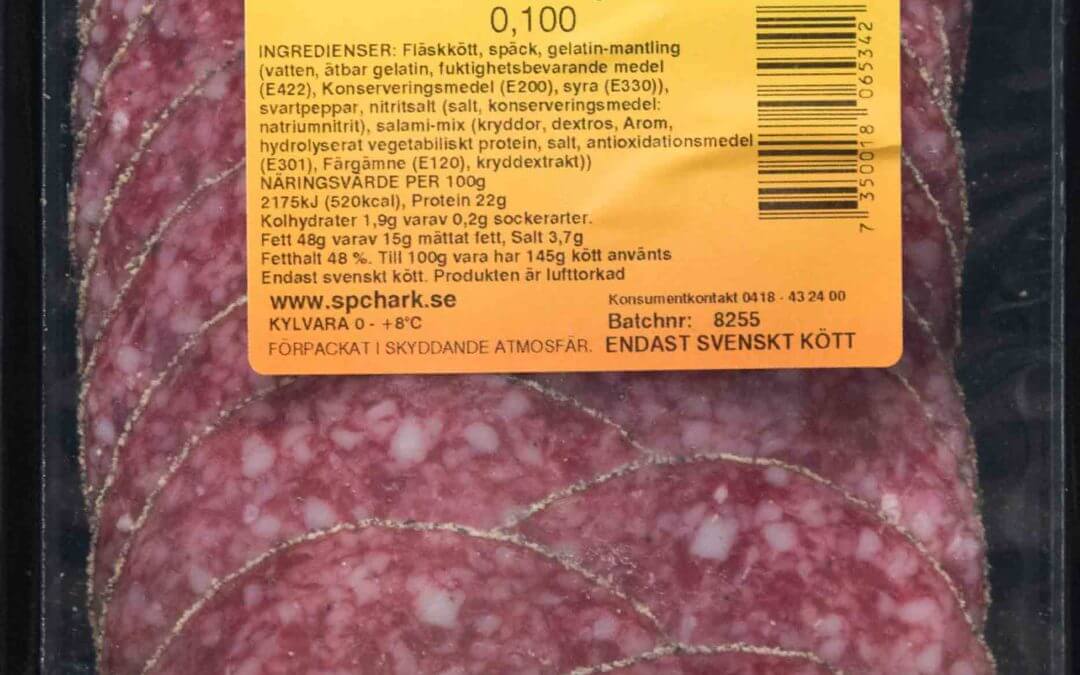 0,100
INGREDIENSER: Fläskkött, späck, gelatin-mantling
(vatten, ätbar gelatin, fuktighetsbevarande medel
(E422), Konserveringsmedel (E200), syra (E330)),
svartpeppar, nitritsalt (salt, konserveringsmedel:
natriumnitrit), salami-mix (kryddor, dextros, Arom,
hydrolyserat vegetabiliskt protein, salt, antioxidationsmedel
(E301), Färgämne (E120), kryddextrakt))
NÄRINGSVÄRDE PER 100g
2175kJ (520kcal), Protein 22g
Kolhydrater 1,9g varav 0,2g sockerarter.
Fett 48g varav 15g mättat fett, Salt 3,7g
Fetthalt 48 %. Till 100g vara har 145g kött använts
Endast svenskt kött. Produkten är lufttorkad
www.spchark.se
KYLVARA 0 - +8°C
FÖRPACKAT I SKYDDANDE ATMOSFÄR.
Konsumentkontakt 0418 - 43 24 00
Batchnr: 8255
ENDAST SVENSKT KÖTT
7 350018 065342